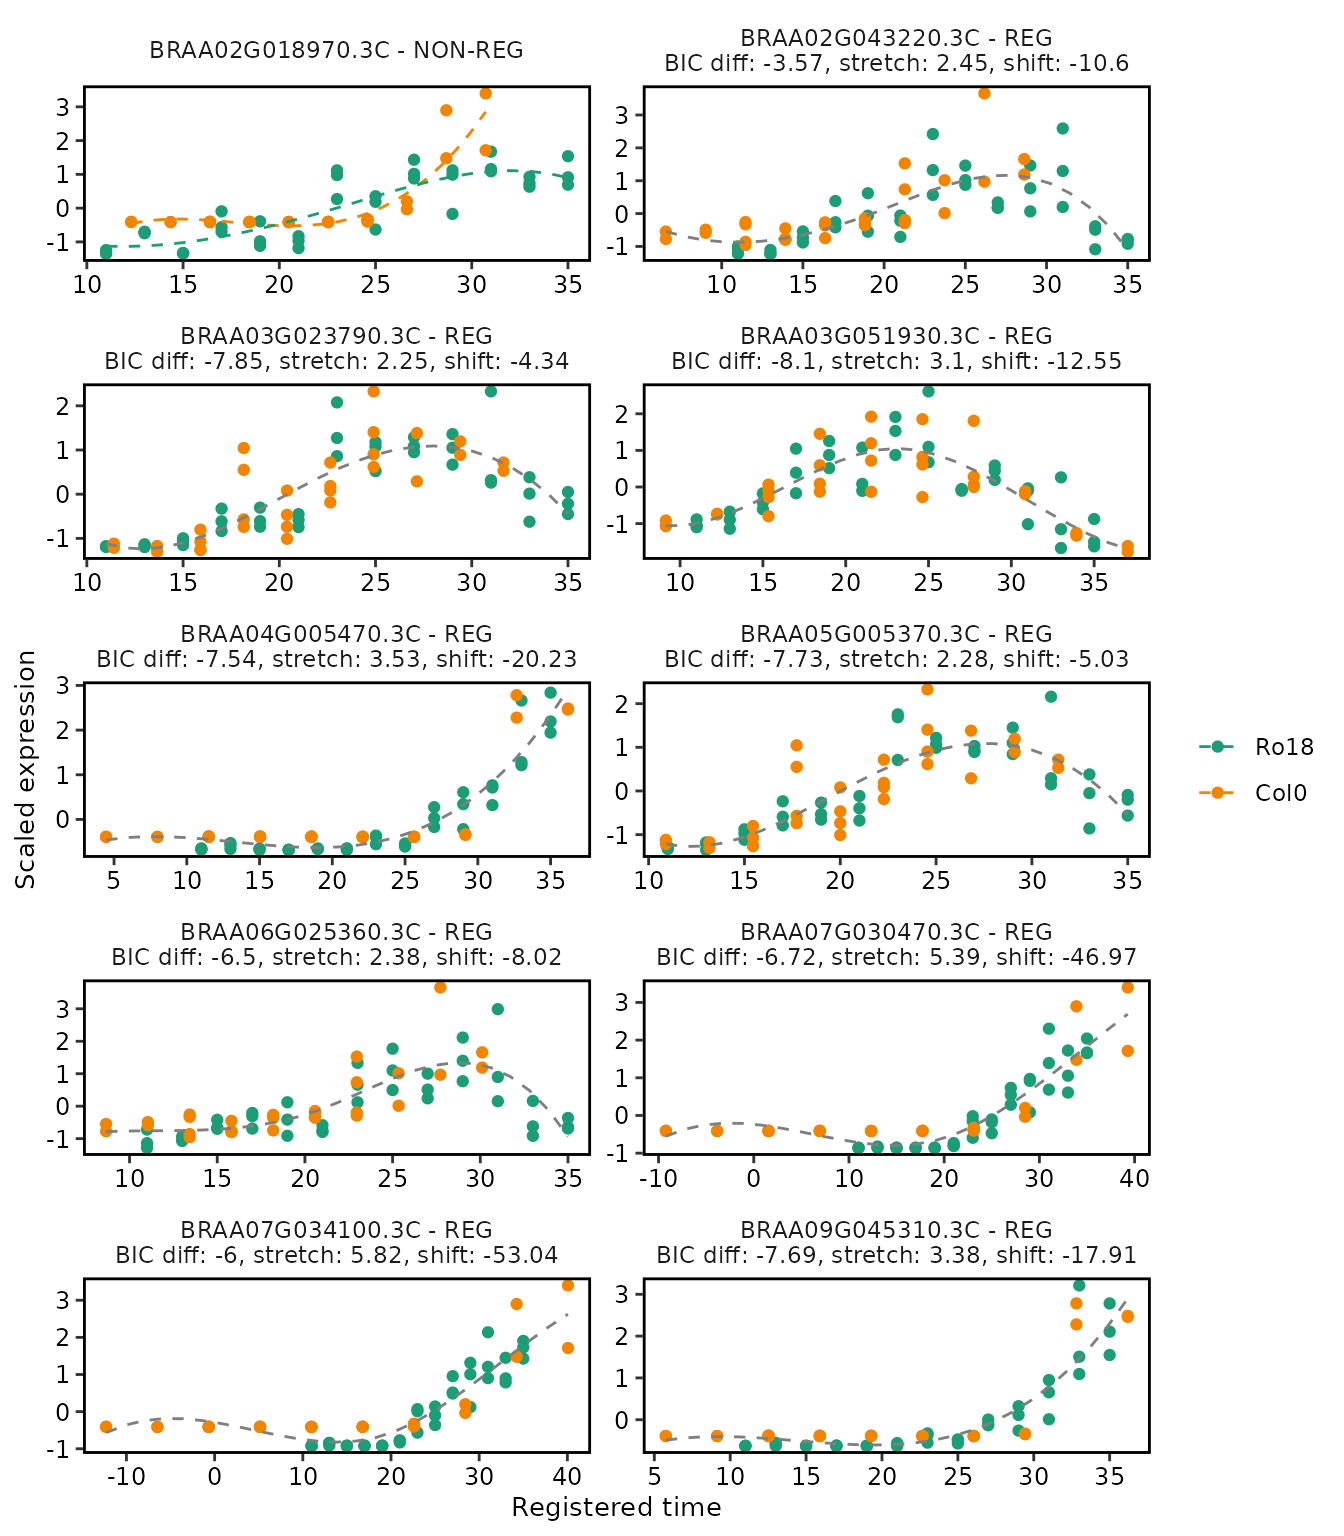 BRAA02G018970.3C - NON-REG
3
2
1
0
-1
10 15 20 25 30 35
BRAA02G043220.3C - REG
BIC diff: -3.57, stretch: 2.45, shift: -10.6
3
2
1
0
-1
10 15 20 25 30 35
BRAA03G023790.3C - REG
BIC diff: -7.85, stretch: 2.25, shift: -4.34
2
1
0
-1
10 15 20 25 30 35
BRAA03G051930.3C - REG
BIC diff: -8.1, stretch: 3.1, shift: -12.55
2
1
0
-1
10 15 20 25 30 35
BRAA04G005470.3C - REG
BIC diff: -7.54, stretch: 3.53, shift: -20.23
3
2
1
0
5 10 15 20 25 30 35
BRAA05G005370.3C - REG
BIC diff: -7.73, stretch: 2.28, shift: -5.03
2
1
0
-1
10 15 20 25 30 35
BRAA06G025360.3C - REG
BIC diff: -6.5, stretch: 2.38, shift: -8.02
3
2
1
0
-1
10 15 20 25 30 35
BRAA07G030470.3C - REG
BIC diff: -6.72, stretch: 5.39, shift: -46.97
3
2
1
0
-1
-10 0 10 20 30 40
BRAA07G034100.3C - REG
BIC diff: -6, stretch: 5.82, shift: -53.04
3
2
1
0
-1
-10 0 10 20 30 40
BRAA09G045310.3C - REG
BIC diff: -7.69, stretch: 3.38, shift: -17.91
3
2
1
0
5 10 15 20 25 30 35
Scaled expression
Registered time
Ro18
Col0